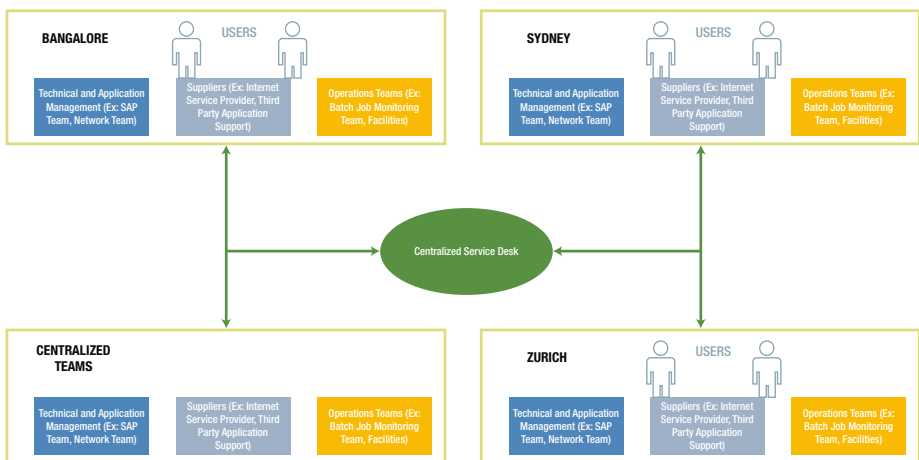 BANGALORE
USERS
Technical and Application
Management (Ex: SAP
Team, Network Team)
Suppliers (Ex: Internet
Service Provider, Third
Party Application
Support)
Operations Teams (Ex:
Batch Job Monitoring
Team, Facilities)
SYDNEY
USERS
Technical and Application
Management (Ex: SAP
Team, Network Team)
Suppliers (Ex: Internet
Service Provider, Third
Party Application
Support)
Operations Teams (Ex:
Batch Job Monitoring
Team, Facilities)
Centralized Service Desk
CENTRALIZED
TEAMS
Technical and Application
Management (Ex: SAP
Team, Network Team)
Suppliers (Ex: Internet
Service Provider, Third
Party Application
Support)
Operations Teams (Ex:
Batch Job Monitoring
Team, Facilities)
ZURICH
USERS
Technical and Application
Management (Ex: SAP
Team, Network Team)
Suppliers (Ex: Internet
Service Provider, Third
Party Application
Support)
Operations Teams (Ex:
Batch Job Monitoring
Team, Facilities)